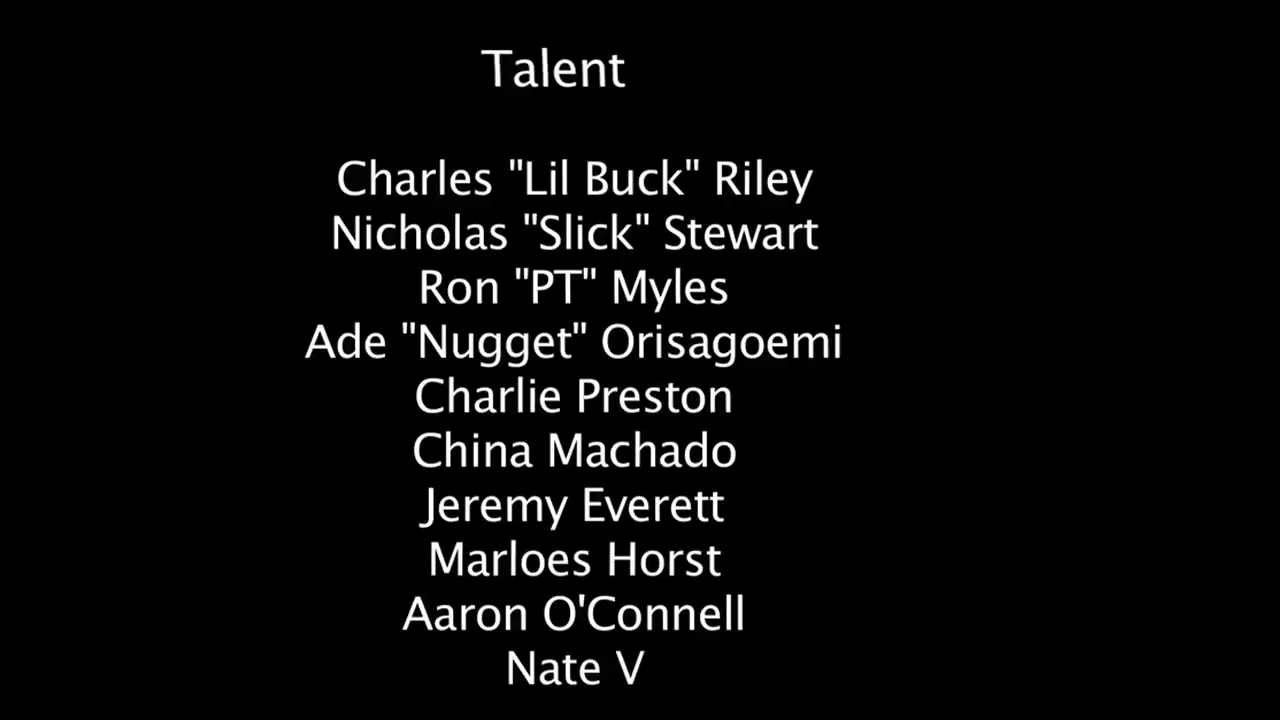 Talent
Charles "Lil Buck" Riley
Nicholas "Slick" Stewart
Ron "PT" Myles
Ade "Nugget" Orisagoemi
Charlie Preston
China Machado
Jeremy Everett
Marloes Horst
Aaron O'Connell
Nate V